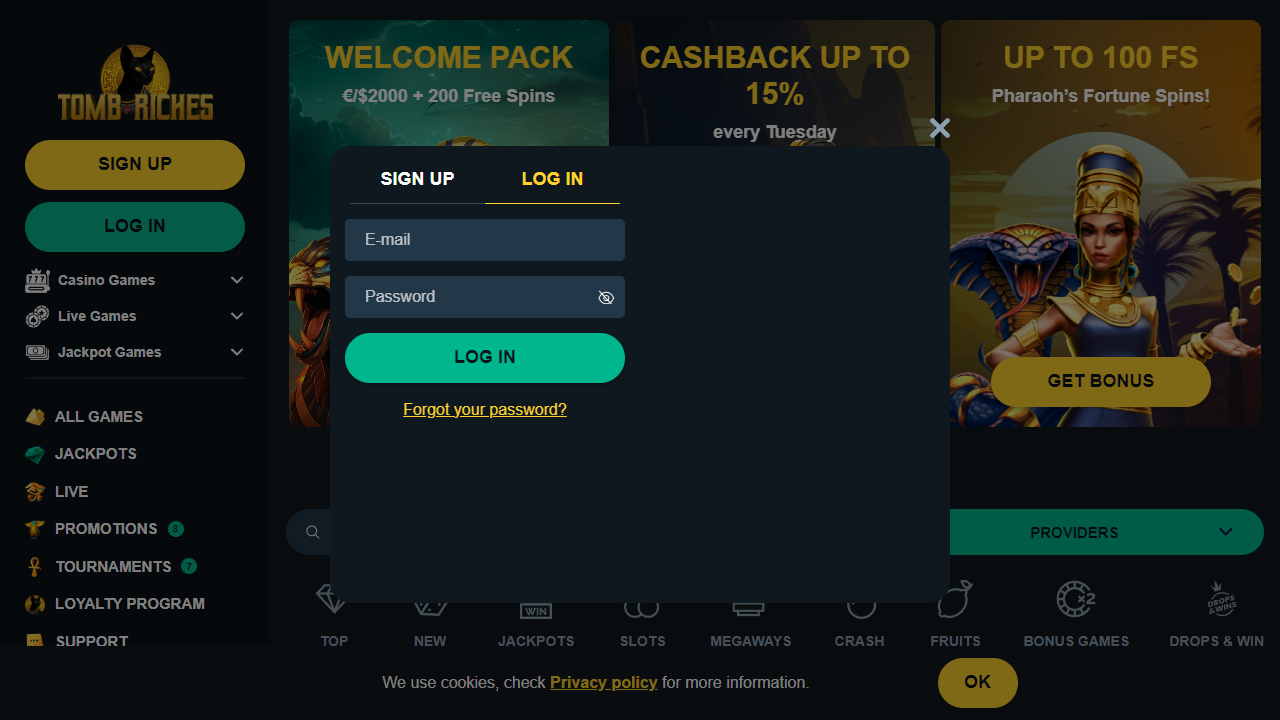 TOMB RICHES
SIGN UP
LOG IN
Casino Games
Live Games
Jackpot Games
ALL GAMES
JACKPOTS
LIVE
PROMOTIONS 8
TOURNAMENTS 7
LOYALTY PROGRAM
SUPPORT
WELCOME PACK
€/$2000 + 200 Free Spins
CASHBACK UP TO
15%
every Tuesday
UP TO 100 FS
Pharaoh’s Fortune Spins!
GET BONUS
SIGN UP LOG IN
E-mail
Password
LOG IN
Forgot your password?
PROVIDERS
TOP NEW JACKPOTS SLOTS MEGAWAYS CRASH FRUITS BONUS GAMES DROPS & WIN
WIN
x2
DROPS
&WINS
We use cookies, check Privacy policy for more information.
OK